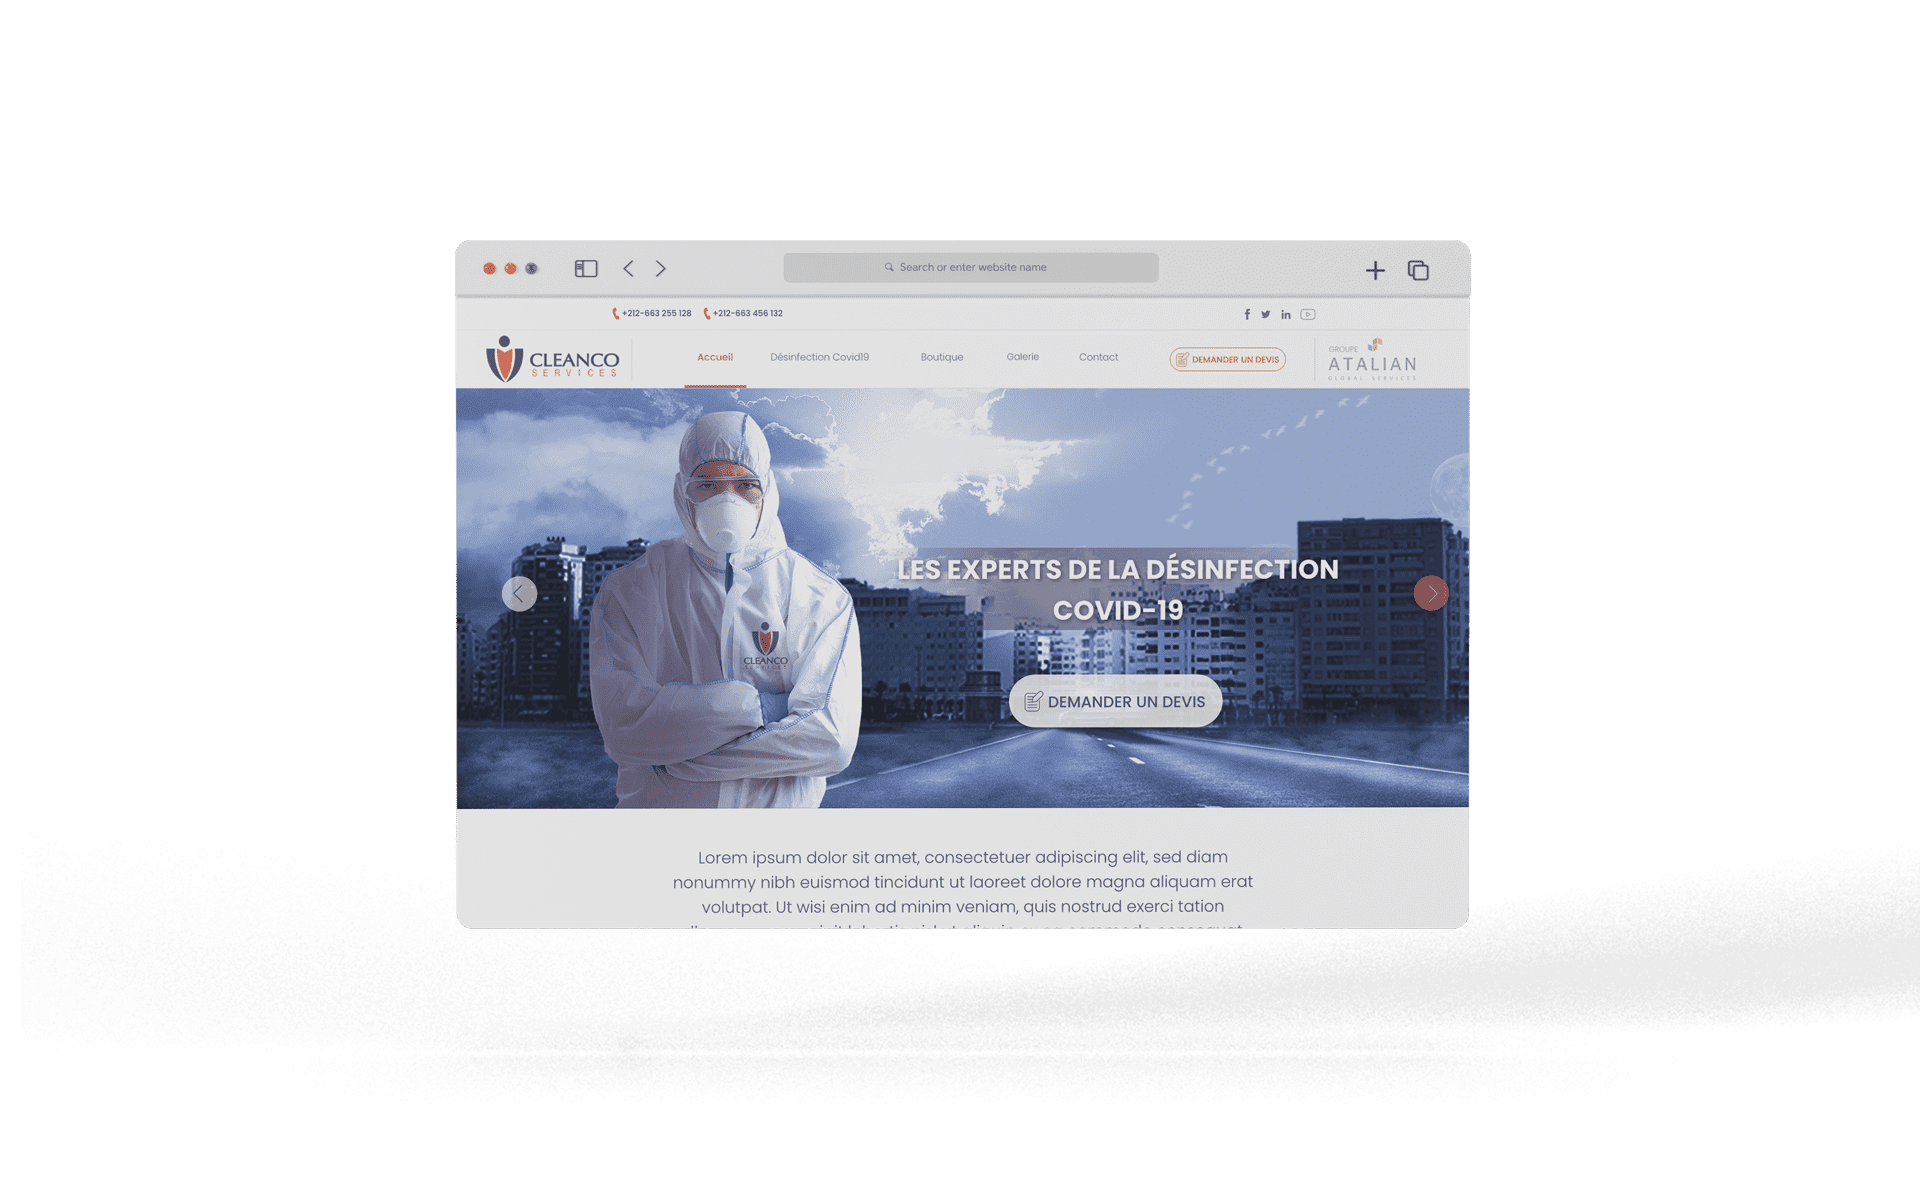 Search or enter website name
+212-663 255 128 +212-663 456 132
CLEANCO
SERVICES
Accueil Désinfection Covid19 Boutique Galerie Contact
DEMANDER UN DEVIS
GROUPE
ATALIAN
GLOBAL SERVICES
LES EXPERTS DE LA DÉSINFECTION
COVID-19
CLEANCO
SERVICES
DEMANDER UN DEVIS
Lorem ipsum dolor sit amet, consectetuer adipiscing elit, sed diam
nonummy nibh euismod tincidunt ut laoreet dolore magna aliquam erat
volutpat. Ut wisi enim ad minim veniam, quis nostrud exerci tation